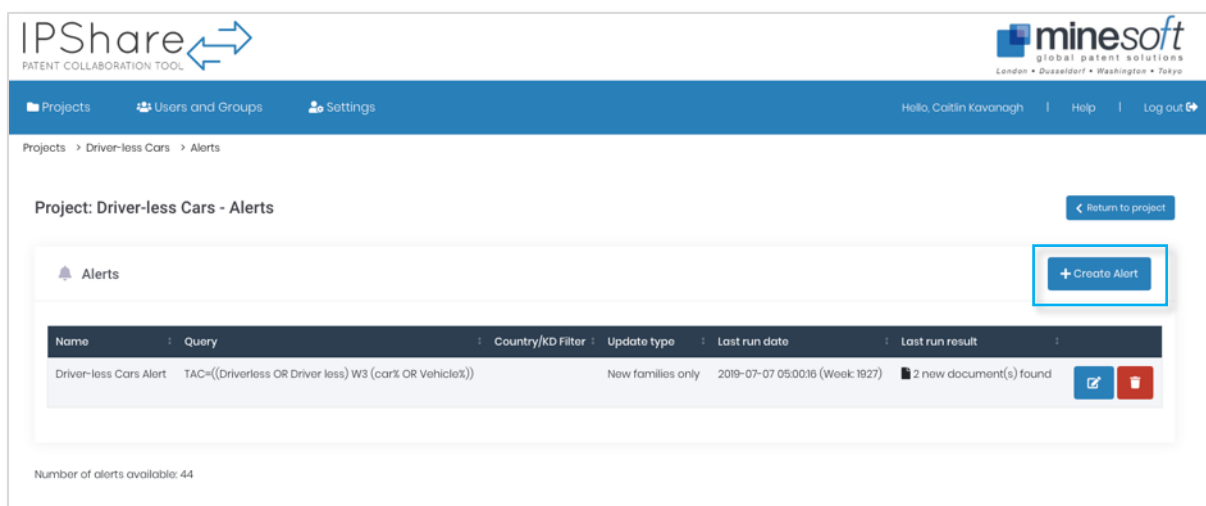 IPShare
PATENT COLLABORATION TOOL
minesoft
global patent solutions
London • Dusseldorf • Washington • Tokyo
Projects Users and Groups Settings Hello, Caitlin Kavanagh | Help | Log out
Projects > Driver-less Cars > Alerts
Project: Driver-less Cars - Alerts
Return to project
Alerts
+ Create Alert
Name Query Country/KD Filter Update type Last run date Last run result
Driver-less Cars Alert TAC=((Driverless OR Driver less) W3 (car% OR Vehicle%)) New families only 2019-07-07 05:00:16 (Week: 1927) 2 new document(s) found
Number of alerts available: 44